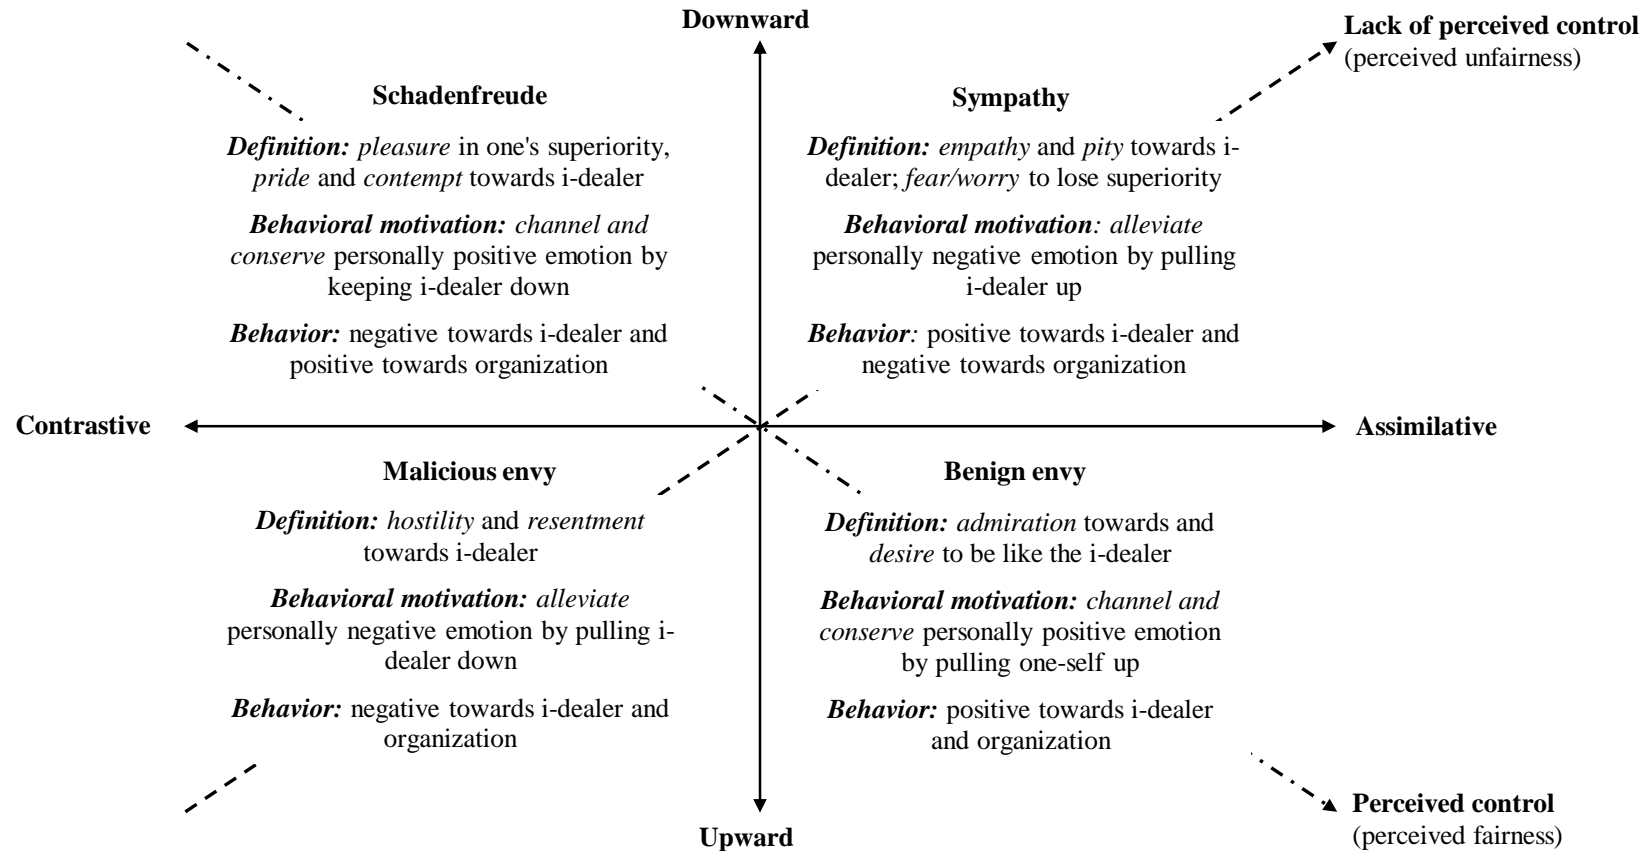 Downward
Lack of perceived control
(perceived unfairness)
Schadenfreude
Definition: pleasure in one's superiority,
pride and contempt towards i-dealer
Behavioral motivation: channel and
conserve personally positive emotion by
keeping i-dealer down
Behavior: negative towards i-dealer and
positive towards organization
Sympathy
Definition: empathy and pity towards i-
dealer; fear/worry to lose superiority
Behavioral motivation: alleviate
personally negative emotion by pulling
i-dealer up
Behavior: positive towards i-dealer and
negative towards organization
Contrastive
Assimilative
Malicious envy
Definition: hostility and resentment
towards i-dealer
Behavioral motivation: alleviate
personally negative emotion by pulling i-
dealer down
Behavior: negative towards i-dealer and
organization
Benign envy
Definition: admiration towards and
desire to be like the i-dealer
Behavioral motivation: channel and
conserve personally positive emotion
by pulling one-self up
Behavior: positive towards i-dealer
and organization
Perceived control
(perceived fairness)
Upward